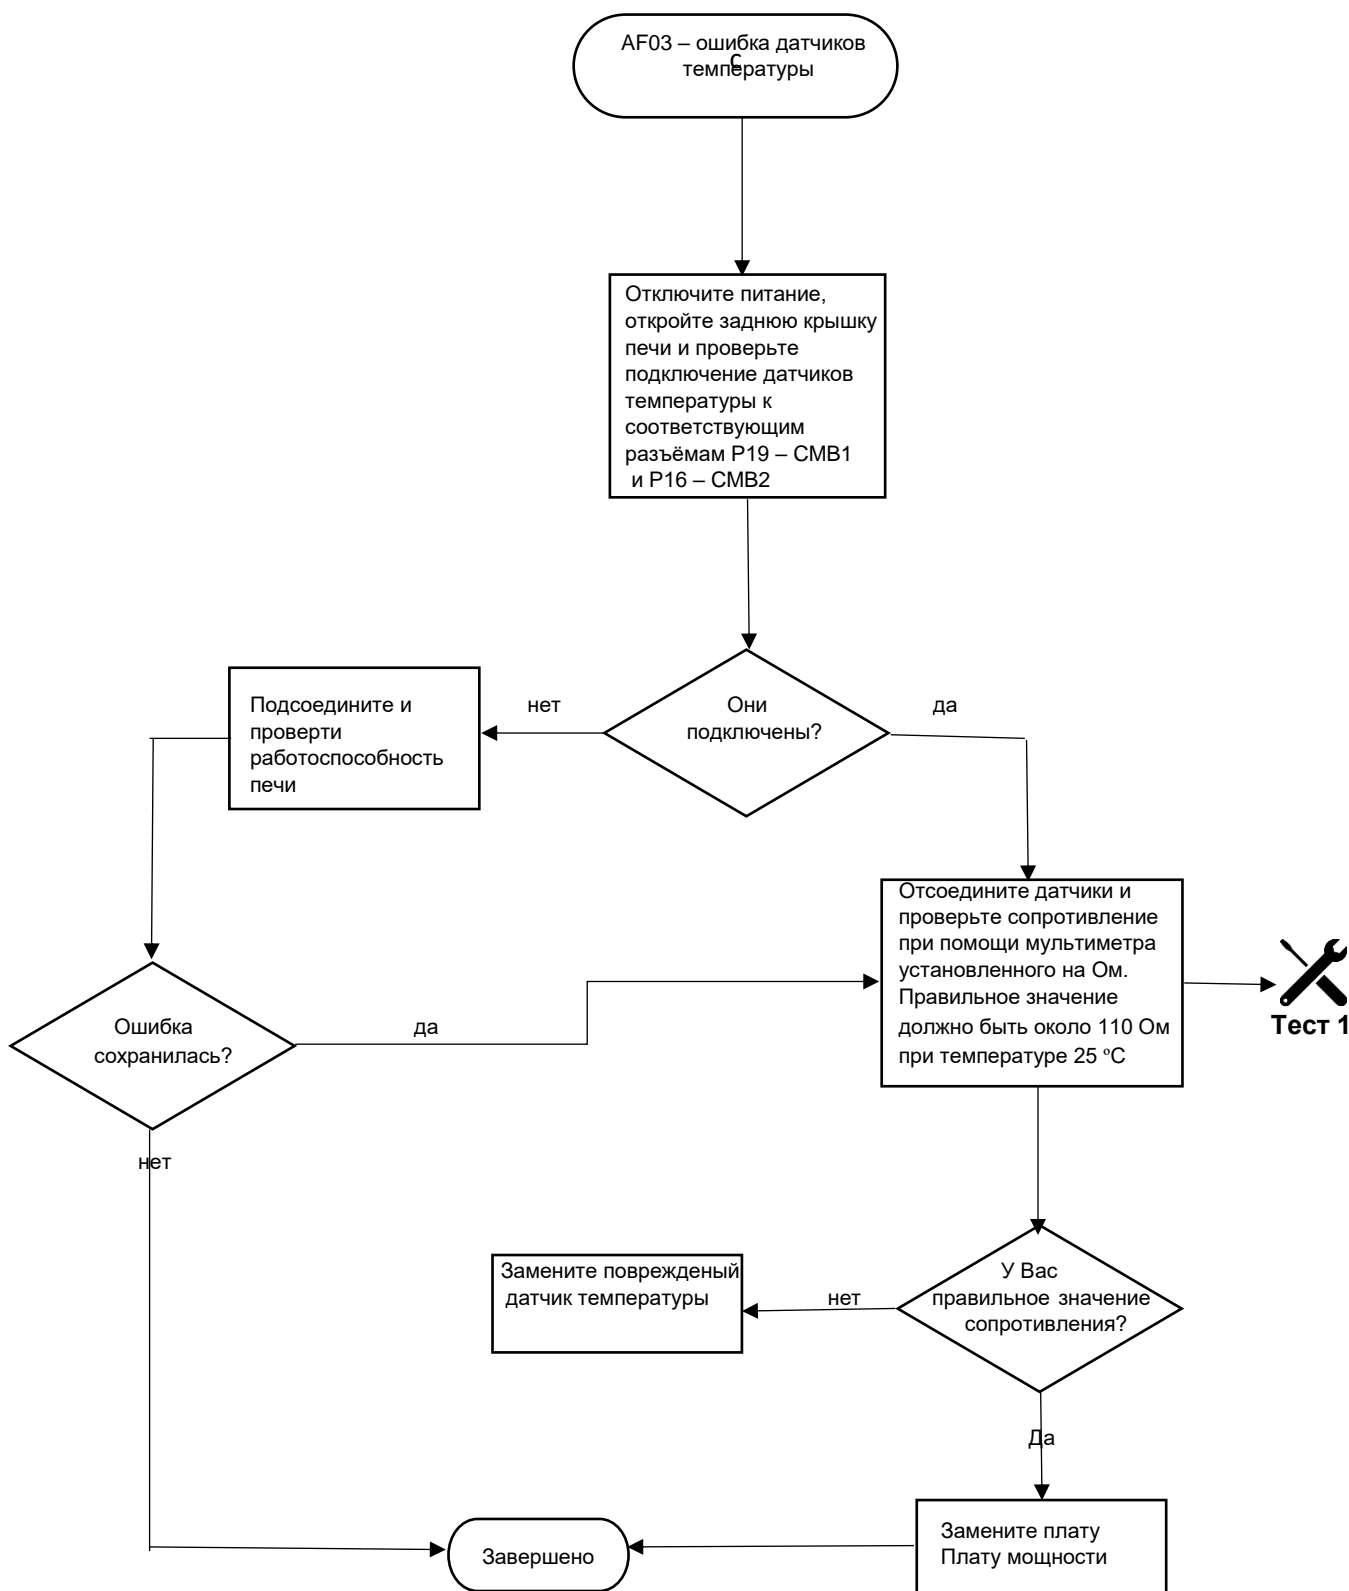 AF03 – ошибка датчиков
с
температуры
Отключите питание,
откройте заднюю крышку
печи и проверьте
подключение датчиков
температуры к
соответствующим
разъёмам P19 – CMB1
и P16 – CMB2
Они
подключены?
нет
да
Подсоедините и
проверти
работоспособность
печи
Отсоедините датчики и
проверьте сопротивление
при помощи мультиметра
установленного на Ом.
Правильное значение
должно быть около 110 Ом
при температуре 25 ºC
Тест 1
Ошибка
сохранилась?
да
нет
У Вас
правильное значение
сопротивления?
нет
Замените поврежденый
датчик температуры
Да
Замените плату
Плату мощности
Завершено